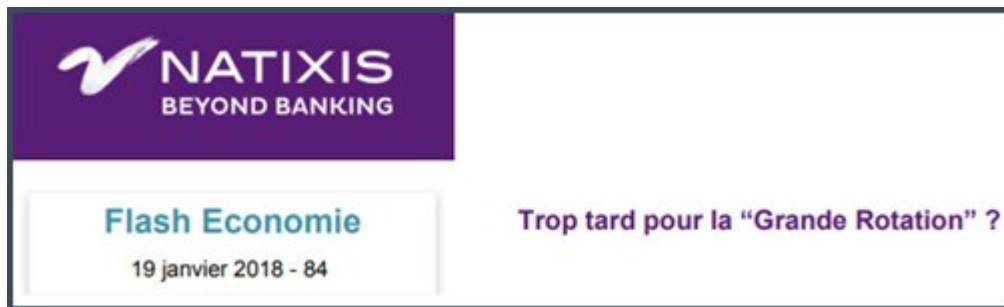 NATIXIS
BEYOND BANKING
Flash Economie
19 janvier 2018 - 84
Trop tard pour la “Grande Rotation” ?